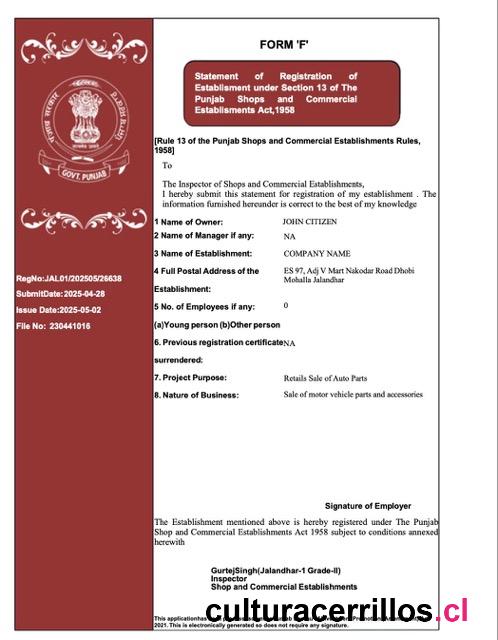 FORM 'F'
Statement of Registration of
Establisment under Section 13 of The
Punjab Shops and Commercial
Establisments Act,1958
[Rule 13 of the Punjab Shops and Commercial Establishments Rules,
1958]
To
The Inspector of Shops and Commercial Establishments,
I hereby submit this statement for registration of my establishment . The
information furnished hereunder is correct to the best of my knowledge
1 Name of Owner: JOHN CITIZEN
2 Name of Manager if any: NA
3 Name of Establishment: COMPANY NAME
4 Full Postal Address of the ES 97, Adj V Mart Nakodar Road Dhobi
Mohalla Jalandhar
Establishment:
5 No. of Employees if any: 0
(a)Young person (b)Other person
6. Previous registration certificate NA
surrendered:
7. Project Purpose: Retails Sale of Auto Parts
8. Nature of Business: Sale of motor vehicle parts and accessories
GOVT. PUNJAB
RegNo:JAL01/202505/26638
SubmitDate:2025-04-28
Issue Date:2025-05-02
File No: 230441016
Signature of Employer
The Establishment mentioned above is hereby registered under The Punjab
Shop and Commercial Establishments Act 1958 subject to conditions annexed
herewith
GurtejSingh(Jalandhar-1 Grade-II)
Inspector
Shop and Commercial Establishments
This application has
2021. This is electronically generated so does not require any signature.
culturacerrillos.cl